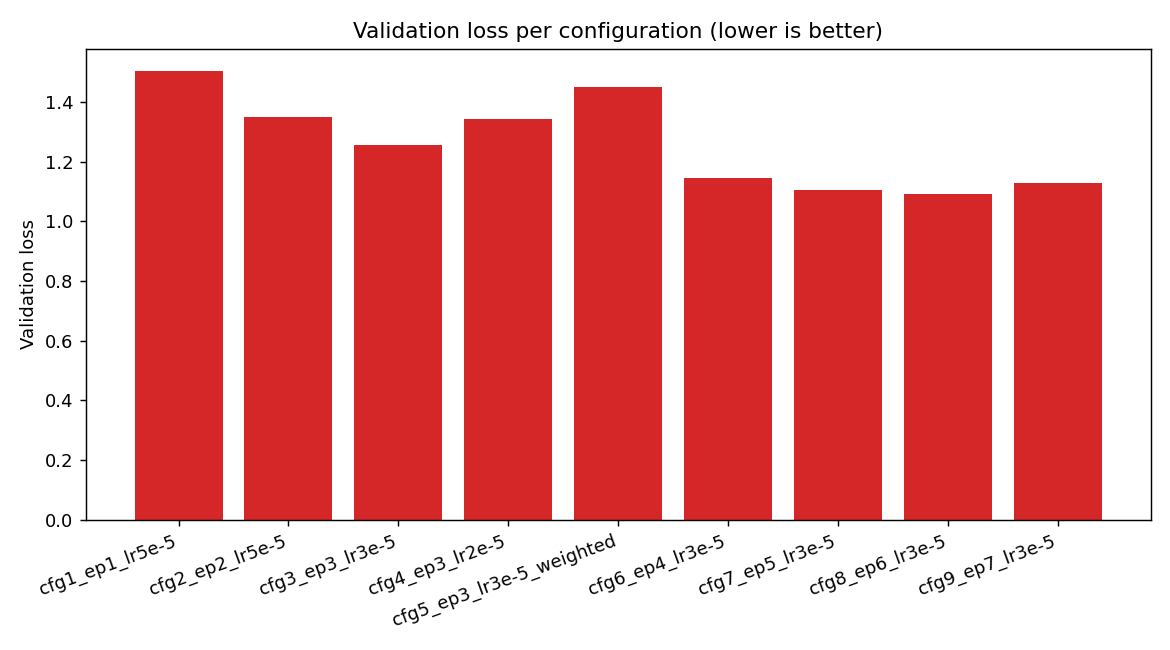 Validation loss per configuration (lower is better)
Validation loss
1.4
1.2
1.0
0.8
0.6
0.4
0.2
0.0
cfg1_ep1_lr5e-5
cfg2_ep2_lr5e-5
cfg3_ep3_lr3e-5
cfg4_ep3_lr2e-5
cfg5_ep3_lr3e-5_weighted
cfg6_ep4_lr3e-5
cfg7_ep5_lr3e-5
cfg8_ep6_lr3e-5
cfg9_ep7_lr3e-5